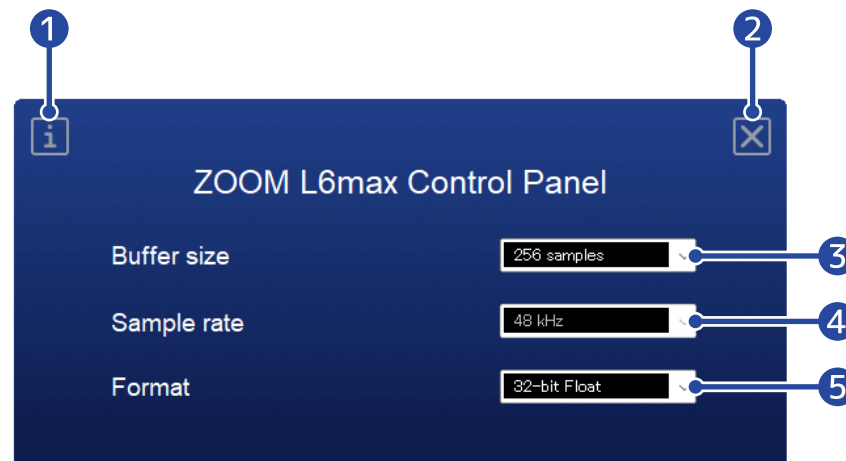 1 2
i
ZOOM L6max Control Panel
Buffer size 256 samples 3
Sample rate 48 kHz 4
Format 32-bit Float 5